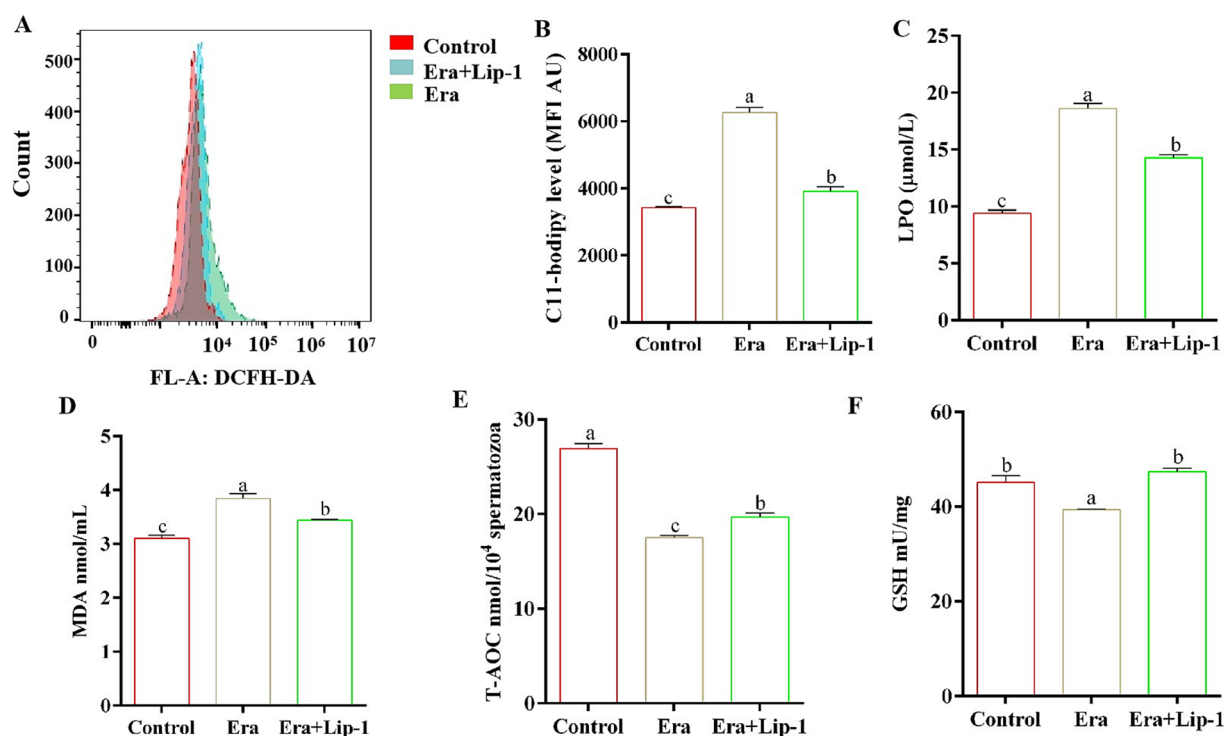 A
Count
500
400
300
200
100
0
0
10⁴
10⁵
10⁶
10⁷
FL-A: DCFH-DA
Control
Era+Lip-1
Era
B
C11-bodipy level (MFI AU)
8000
6000
4000
2000
0
c
a
b
Control Era Era+Lip-1
C
LPO (μmol/L)
25
20
15
10
5
0
c
a
b
Control Era Era+Lip-1
D
MDA nmol/mL
5
4
3
2
1
0
c
a
b
Control Era Era+Lip-1
E
T-AOC nmol/10⁴ spermatozoa
30
20
10
0
a
c
b
Control Era Era+Lip-1
F
GSH mU/mg
60
40
20
0
b
a
b
Control Era Era+Lip-1